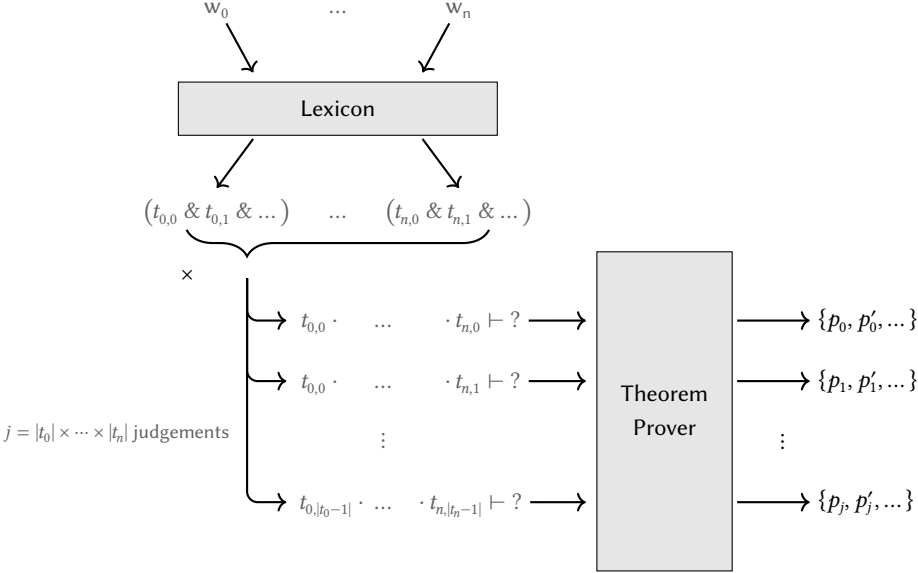 w₀ ... wₙ
Lexicon
(t₀,₀ & t₀,₁ & ...) ... (tₙ,₀ & tₙ,₁ & ...)
×
t₀,₀ · ... · tₙ,₀ ⊢ ? {p₀, p′₀, ...}
t₀,₀ · ... · tₙ,₁ ⊢ ? {p₁, p′₁, ...}
Theorem
Prover
j = |t₀| × ⋯ × |tₙ| judgements ⋮ ⋮
t₀,|t₀−₁| · ... · tₙ,|tₙ−₁| ⊢ ? {pⱼ, p′ⱼ, ...}